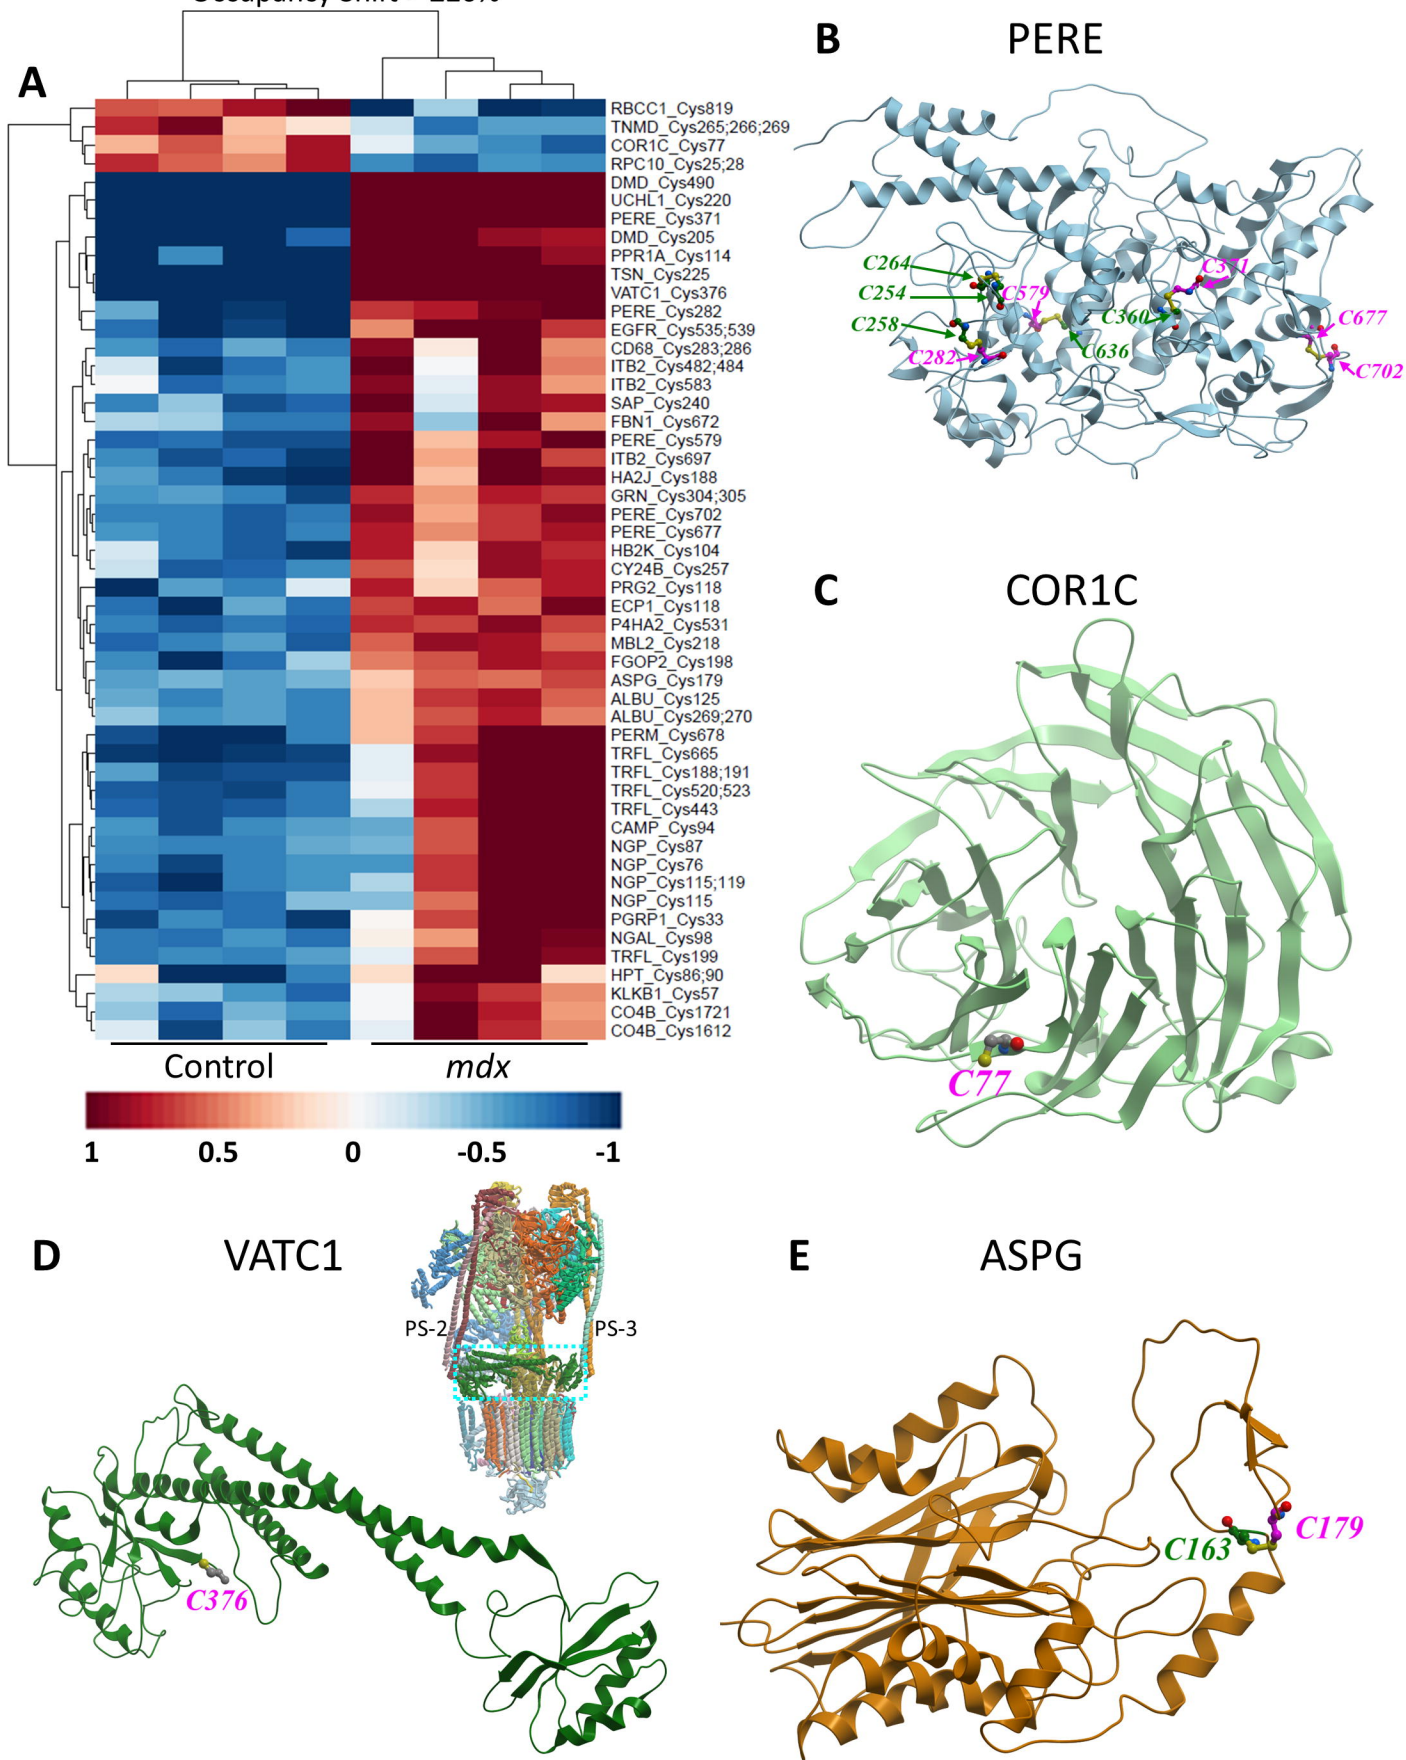 A
RBCC1_Cys819
TNMD_Cys265;266;269
COR1C_Cys77
RPC10_Cys25;28
DMD_Cys490
UCHL1_Cys220
PERE_Cys371
DMD_Cys205
PPR1A_Cys114
TSN_Cys225
VATC1_Cys376
PERE_Cys282
EGFR_Cys535;539
CD68_Cys283;286
ITB2_Cys482;484
ITB2_Cys583
SAP_Cys240
FBN1_Cys672
PERE_Cys579
ITB2_Cys697
HA2J_Cys188
GRN_Cys304;305
PERE_Cys702
PERE_Cys677
HB2K_Cys104
CY24B_Cys257
PRG2_Cys118
ECP1_Cys118
P4HA2_Cys531
MBL2_Cys218
FGOP2_Cys198
ASPG_Cys179
ALBU_Cys125
ALBU_Cys269;270
PERM_Cys678
TRFL_Cys665
TRFL_Cys188;191
TRFL_Cys520;523
TRFL_Cys443
CAMP_Cys94
NGP_Cys87
NGP_Cys76
NGP_Cys115;119
NGP_Cys115
PGRP1_Cys33
NGAL_Cys98
TRFL_Cys199
HPT_Cys86;90
KLKB1_Cys57
CO4B_Cys1721
CO4B_Cys1612
Control mdx
1 0.5 0 -0.5 -1
B PERE
C264
C254
C258
C282
C579
C636
C360
C371
C677
C702
C COR1C
C77
D VATC1
PS-2 PS-3
C376
E ASPG
C163 C179